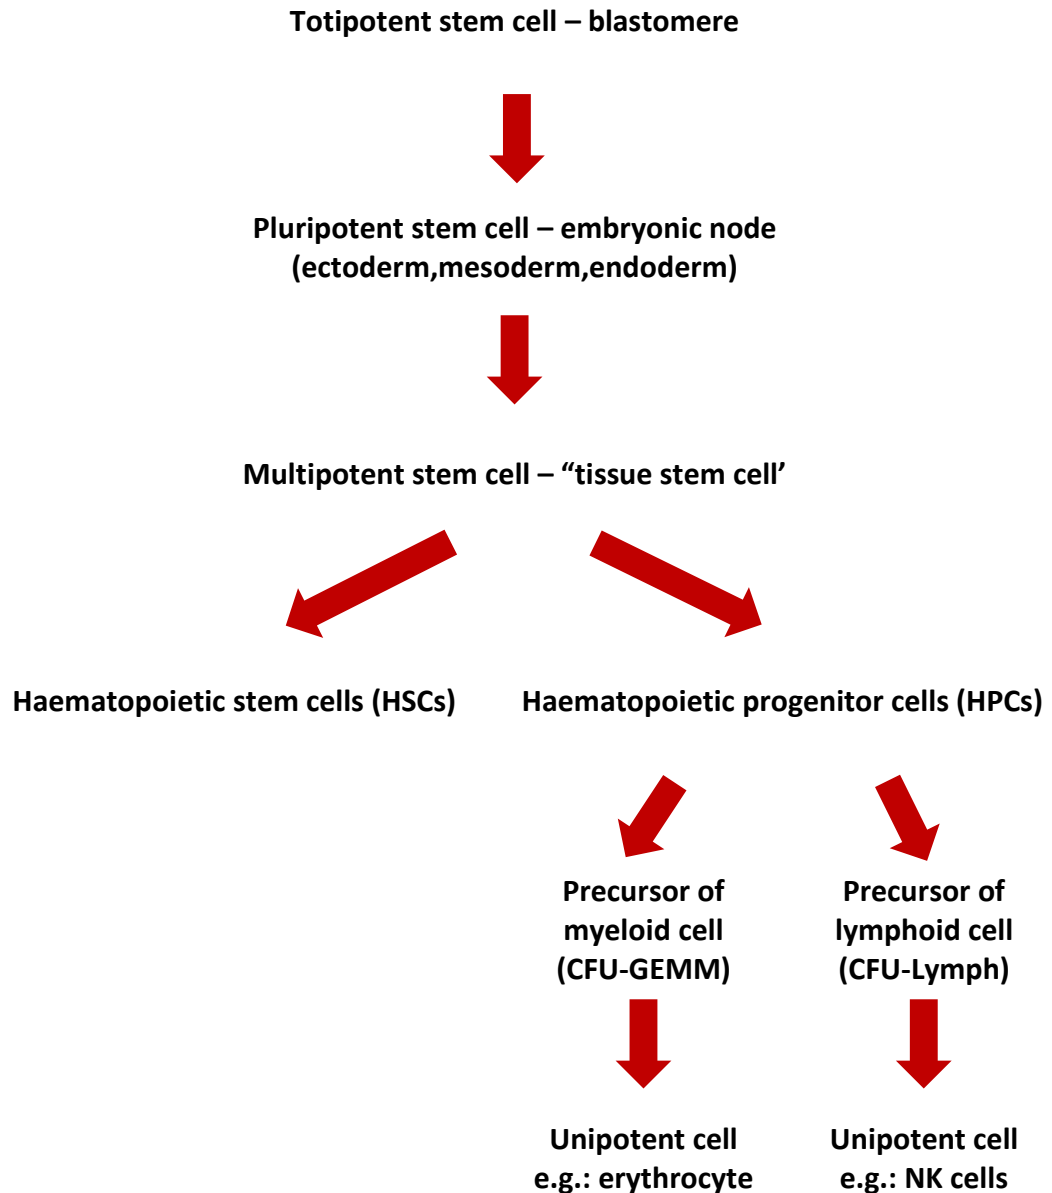 Totipotent stem cell – blastomere
Pluripotent stem cell – embryonic node
(ectoderm,mesoderm,endoderm)
Multipotent stem cell – “tissue stem cell’
Haematopoietic stem cells (HSCs)
Haematopoietic progenitor cells (HPCs)
Precursor of
myeloid cell
(CFU-GEMM)
Precursor of
lymphoid cell
(CFU-Lymph)
Unipotent cell
e.g.: erythrocyte
Unipotent cell
e.g.: NK cells